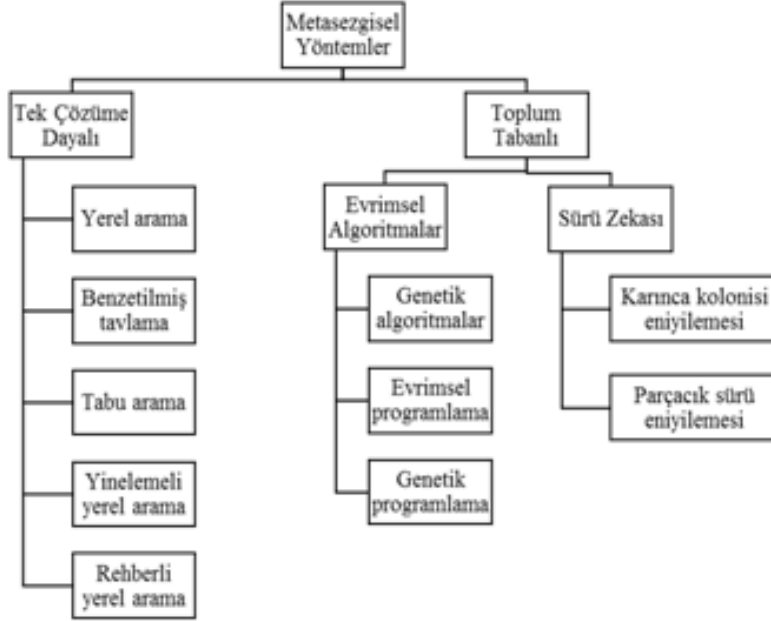 Metasezgisel
Yöntemler
Tek Çözüme
Dayalı
Toplum
Tabanlı
Yerel arama
Benzetilmiş
tavlama
Tabu arama
Yinelemeli
yerel arama
Rehberli
yerel arama
Evrimsel
Algoritmalar
Sürü Zekası
Genetik
algoritmalar
Evrimsel
programlama
Genetik
programlama
Karınca kolonisi
eniyilemesi
Parçacık sürü
eniyilemesi